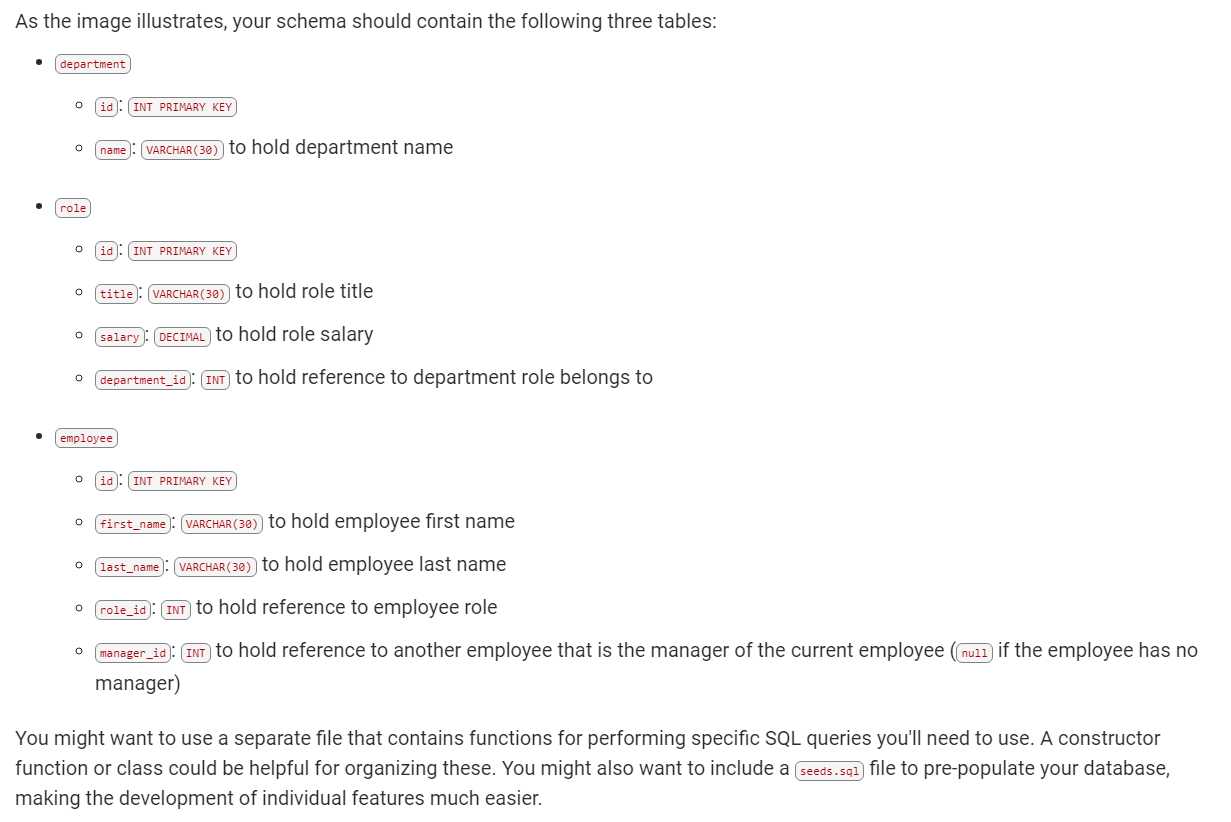 As the image illustrates, your schema should contain the following three tables:
department
id: INT PRIMARY KEY
name: VARCHAR(30) to hold department name
role
id: INT PRIMARY KEY
title: VARCHAR(30) to hold role title
salary: DECIMAL to hold role salary
department_id: INT to hold reference to department role belongs to
employee
id: INT PRIMARY KEY
first_name: VARCHAR(30) to hold employee first name
last_name: VARCHAR(30) to hold employee last name
role_id: INT to hold reference to employee role
manager_id: INT to hold reference to another employee that is the manager of the current employee (null if the employee has no
manager)
You might want to use a separate file that contains functions for performing specific SQL queries you'll need to use. A constructor
function or class could be helpful for organizing these. You might also want to include a seeds.sql file to pre-populate your database,
making the development of individual features much easier.